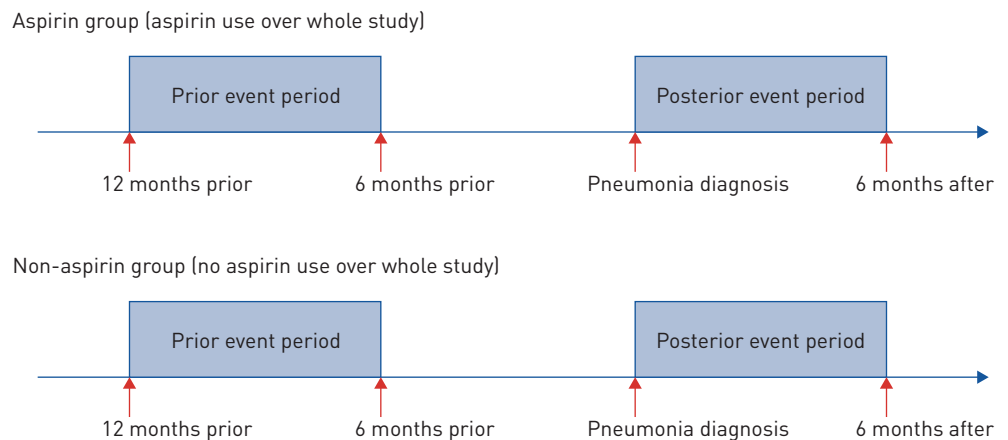 Aspirin group (aspirin use over whole study)
Prior event period
Posterior event period
12 months prior
6 months prior
Pneumonia diagnosis
6 months after
Non-aspirin group (no aspirin use over whole study)
Prior event period
Posterior event period
12 months prior
6 months prior
Pneumonia diagnosis
6 months after